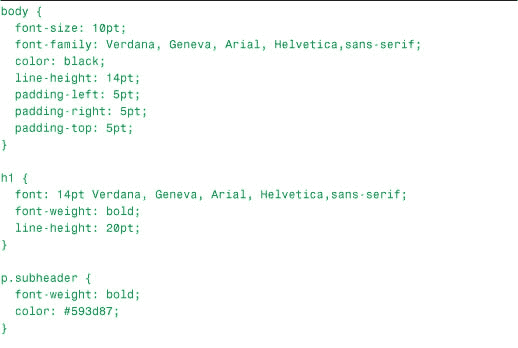 body {
  font-size: 10pt;
  font-family: Verdana, Geneva, Arial, Helvetica,sans-serif;
  color: black;
  line-height: 14pt;
  padding-left: 5pt;
  padding-right: 5pt;
  padding-top: 5pt;
}

h1 {
  font: 14pt Verdana, Geneva, Arial, Helvetica,sans-serif;
  font-weight: bold;
  line-height: 20pt;
}

p.subheader {
  font-weight: bold;
  color: #593d87;
}